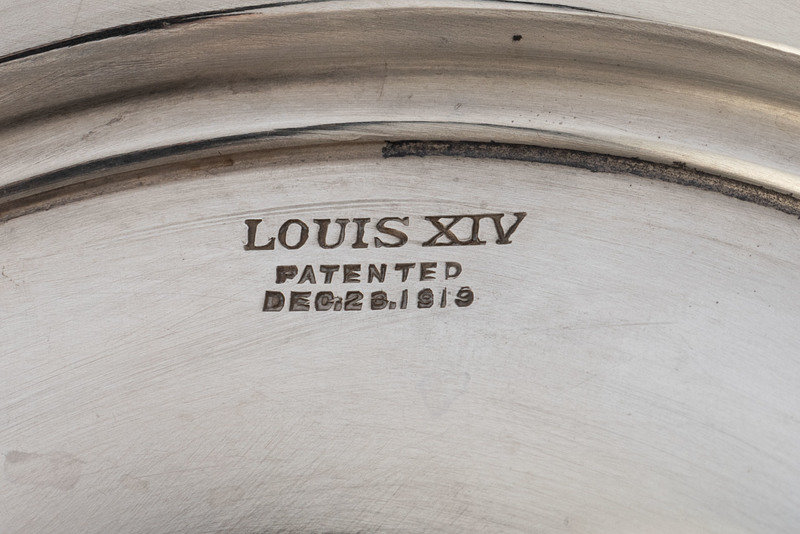 LOUIS XIV
PATENTED
DEC.23.1919